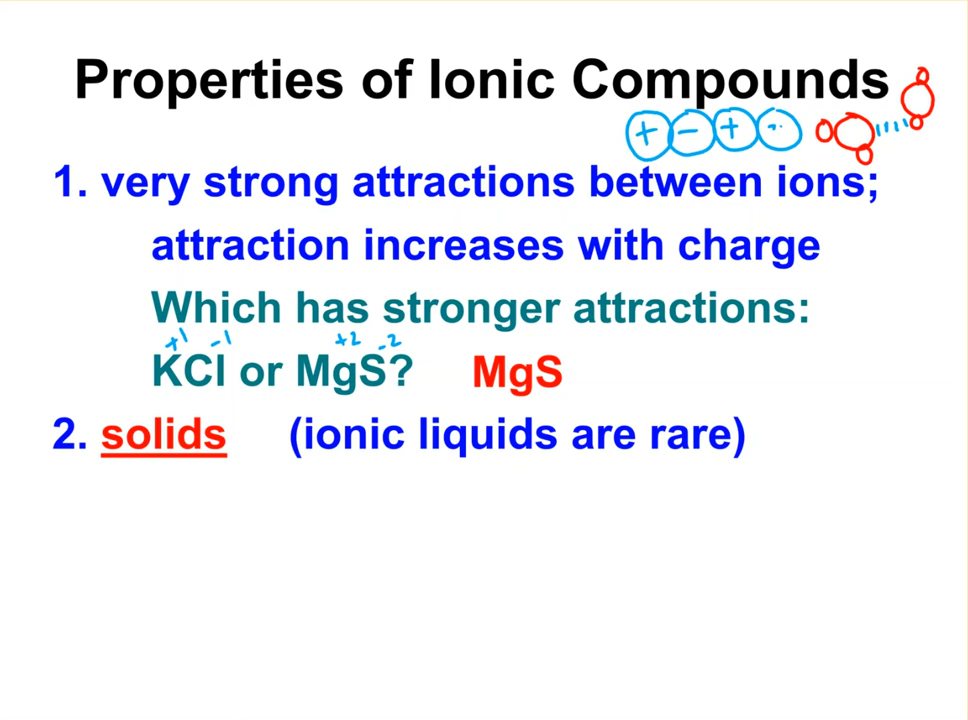 Properties of Ionic Compounds
+ - + -
1. very strong attractions between ions;
attraction increases with charge
Which has stronger attractions:
+1 -1 +2 -2
KCl or MgS? MgS
2. solids (ionic liquids are rare)